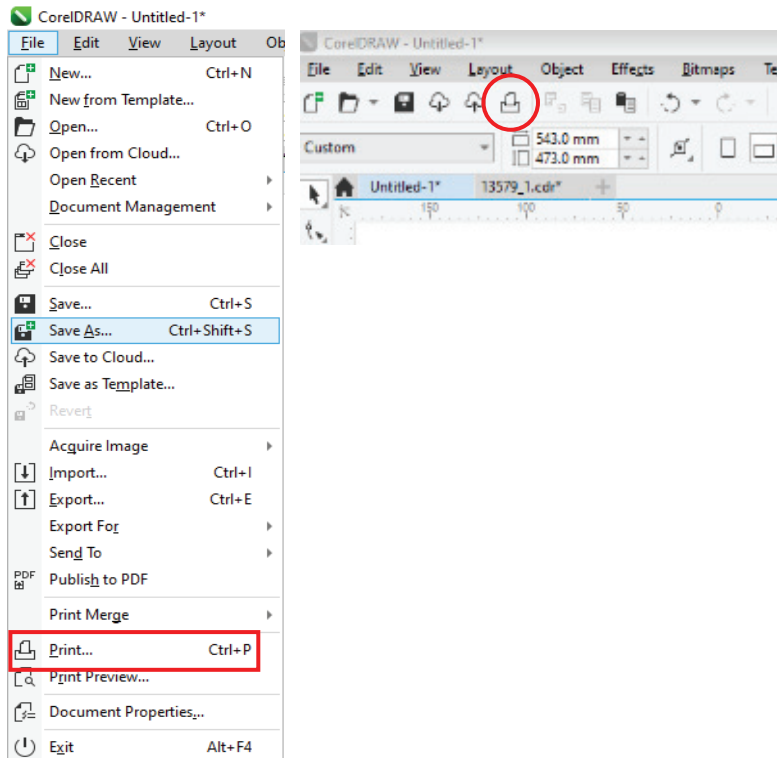 CorelDRAW - Untitled-1*
File Edit View Layout Ob
New... Ctrl+N
New from Template...
Open... Ctrl+O
Open from Cloud...
Open Recent
Document Management
Close
Close All
Save... Ctrl+S
Save As... Ctrl+Shift+S
Save to Cloud...
Save as Template...
Revert
Acquire Image
Import... Ctrl+I
Export... Ctrl+E
Export For
Send To
PDF Publish to PDF
Print Merge
Print... Ctrl+P
Print Preview...
Document Properties...
Exit Alt+F4
CorelDRAW - Untitled-1*
File Edit View Layout Object Effects Bitmaps Te
Custom
543.0 mm
473.0 mm
Untitled-1* 13579_1.cdr*
150 100 50 0